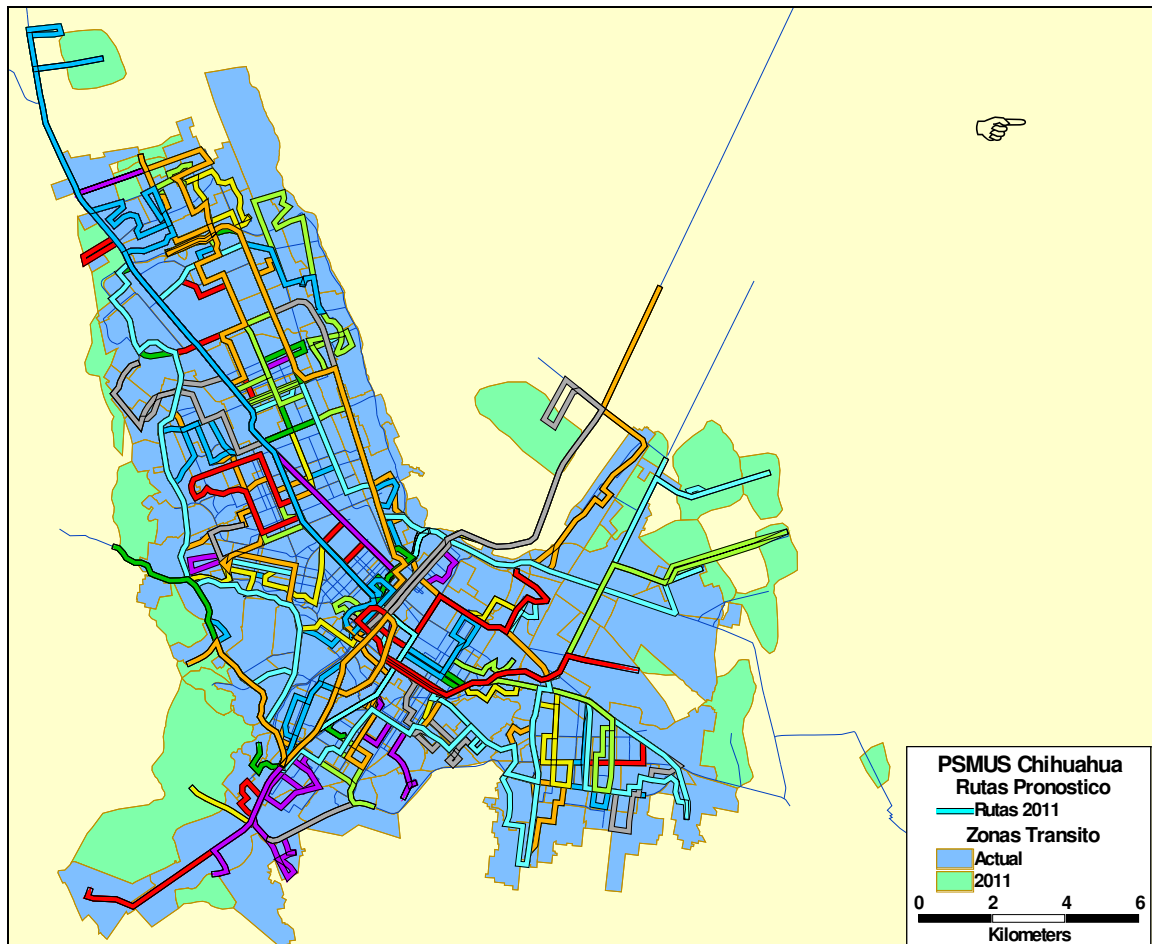 PSMUS Chihuahua
Rutas Pronostico
Rutas 2011
Zonas Transito
Actual
2011
0 2 4 6
Kilometers